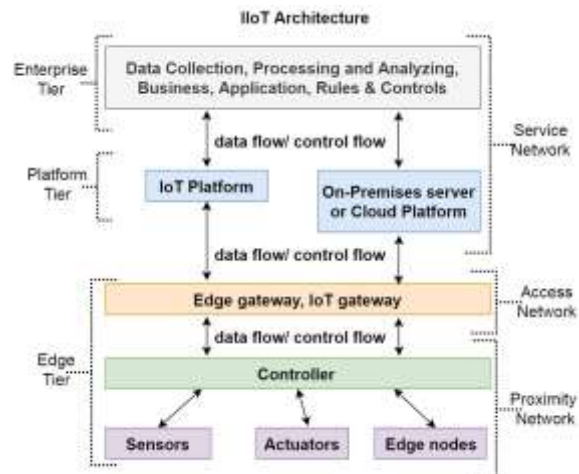 IIoT Architecture
Enterprise
Tier
Data Collection, Processing and Analyzing,
Business, Application, Rules & Controls
Service
Network
data flow/ control flow
Platform
Tier
IoT Platform
On-Premises server
or Cloud Platform
data flow/ control flow
Edge gateway, IoT gateway
Access
Network
data flow/ control flow
Edge
Tier
Controller
Proximity
Network
Sensors
Actuators
Edge nodes